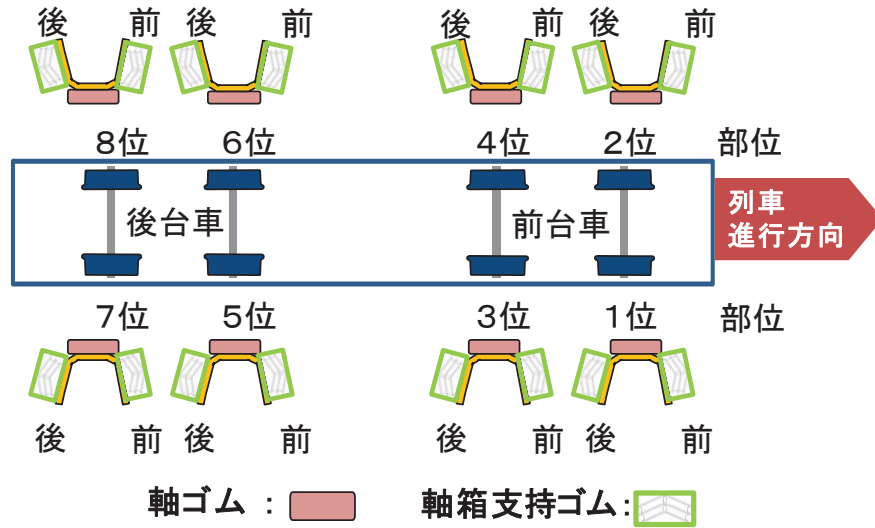 後 前 後 前 後 前 後 前
8位 6位 4位 2位 部位
後台車 前台車
列車
進行方向
7位 5位 3位 1位 部位
後 前 後 前 後 前 後 前
軸ゴム : 軸箱支持ゴム: